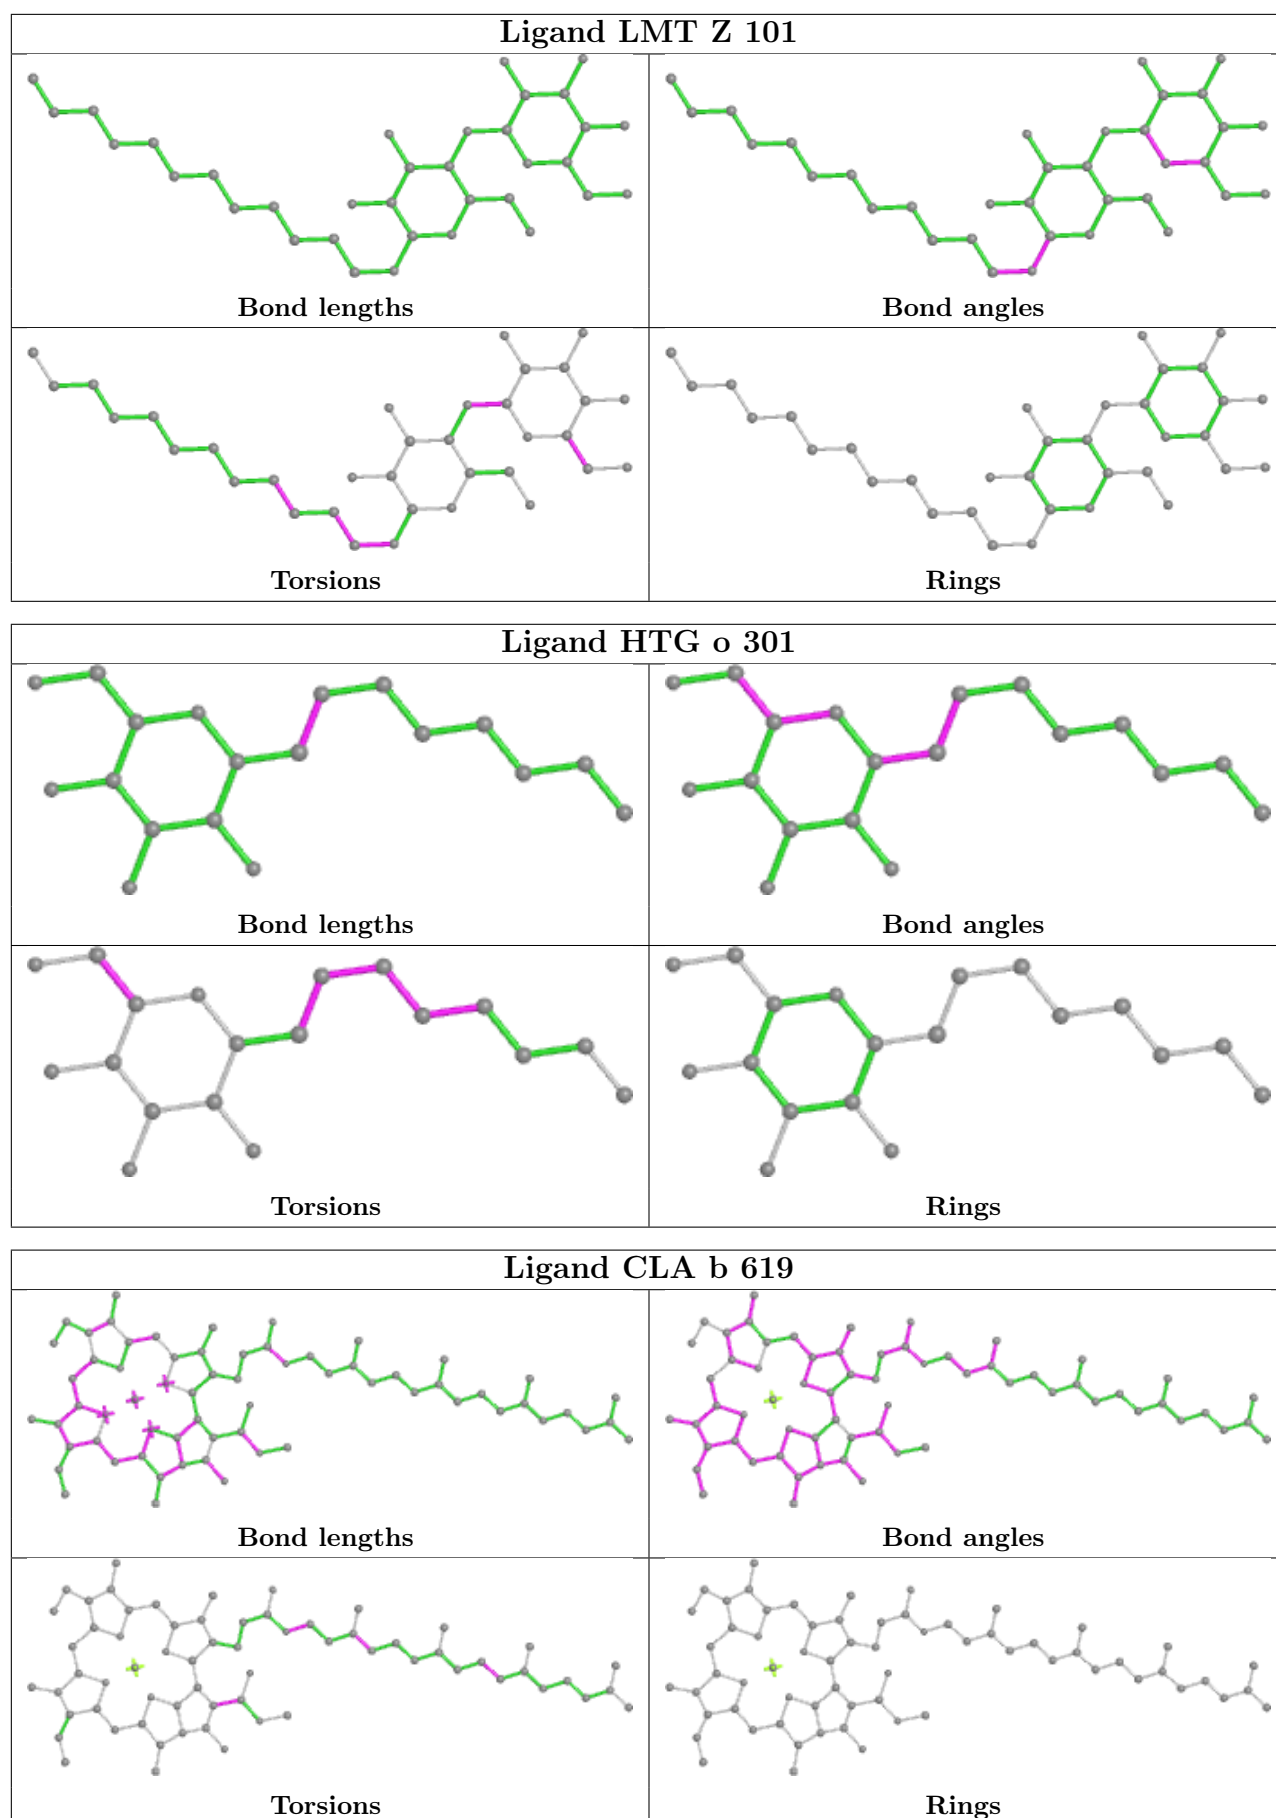 Ligand LMT Z 101
Bond lengths
Bond angles
Torsions
Rings
Ligand HTG o 301
Bond lengths
Bond angles
Torsions
Rings
Ligand CLA b 619
Bond lengths
Bond angles
Torsions
Rings